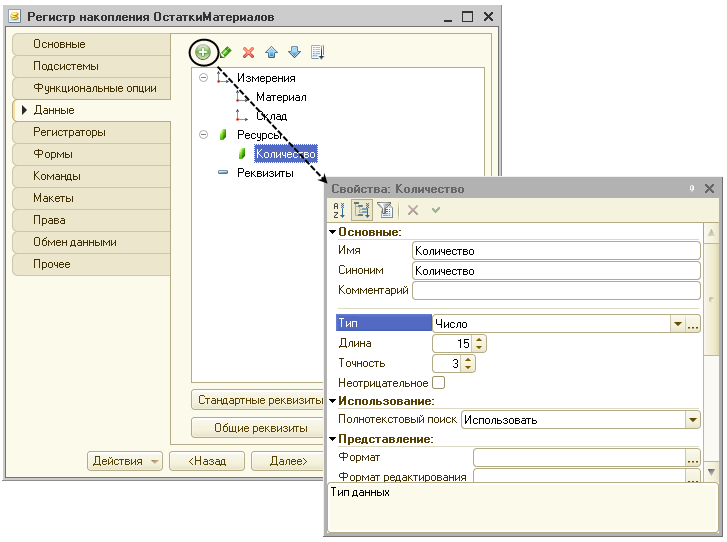 Регистр накопления ОстаткиМатериалов
Основные
Подсистемы
Функциональные опции
Данные
Регистраторы
Формы
Команды
Макеты
Права
Обмен данными
Прочее
Измерения
Материал
Склад
Ресурсы
Количество
Реквизиты
Стандартные реквизиты
Общие реквизиты
Действия
<Назад
Далее>
Свойства: Количество
Основные:
Имя Количество
Синоним Количество
Комментарий
Тип Число
Длина 15
Точность 3
Неотрицательное
Использование:
Полнотекстовый поиск Использовать
Представление:
Формат
Формат редактирования
Тип данных